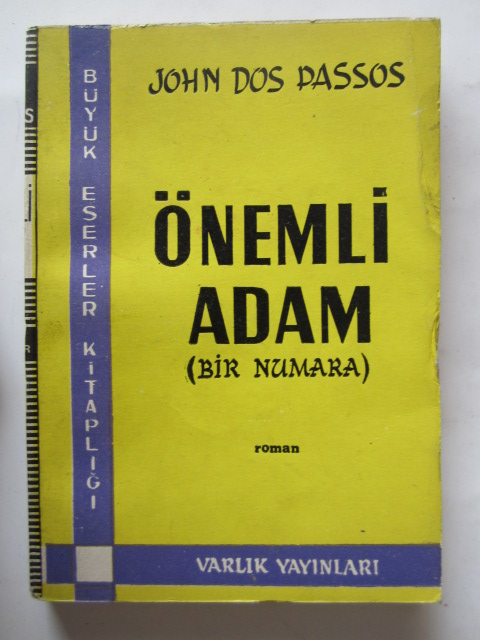 JOHN DOS PASSOS
ÖNEMLİ
ADAM
(BİR NUMARA)
roman
BÜYÜK ESERLER KİTAPLIĞI
VARLIK YAYINLARI